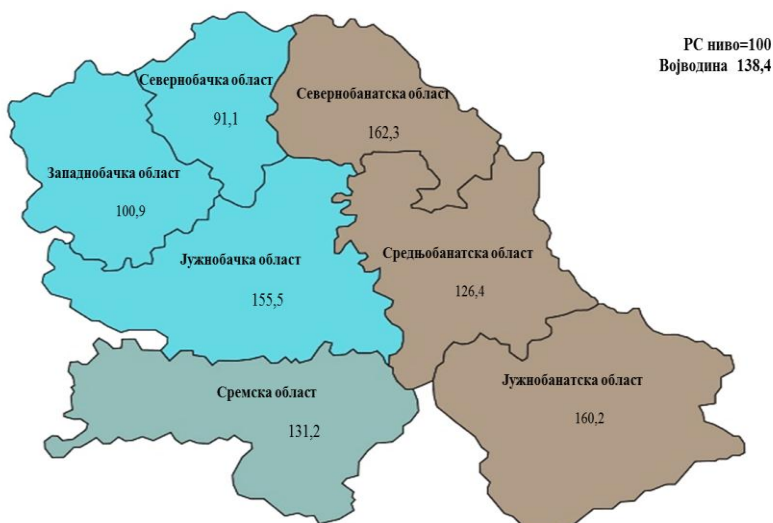 РС ниво=100
Војводина 138,4
Севернобачка област
91,1
Севернобанатска област
162,3
Западнобачка област
100,9
Јужнобачка област
155,5
Средњобанатска област
126,4
Сремска област
131,2
Јужнобанатска област
160,2